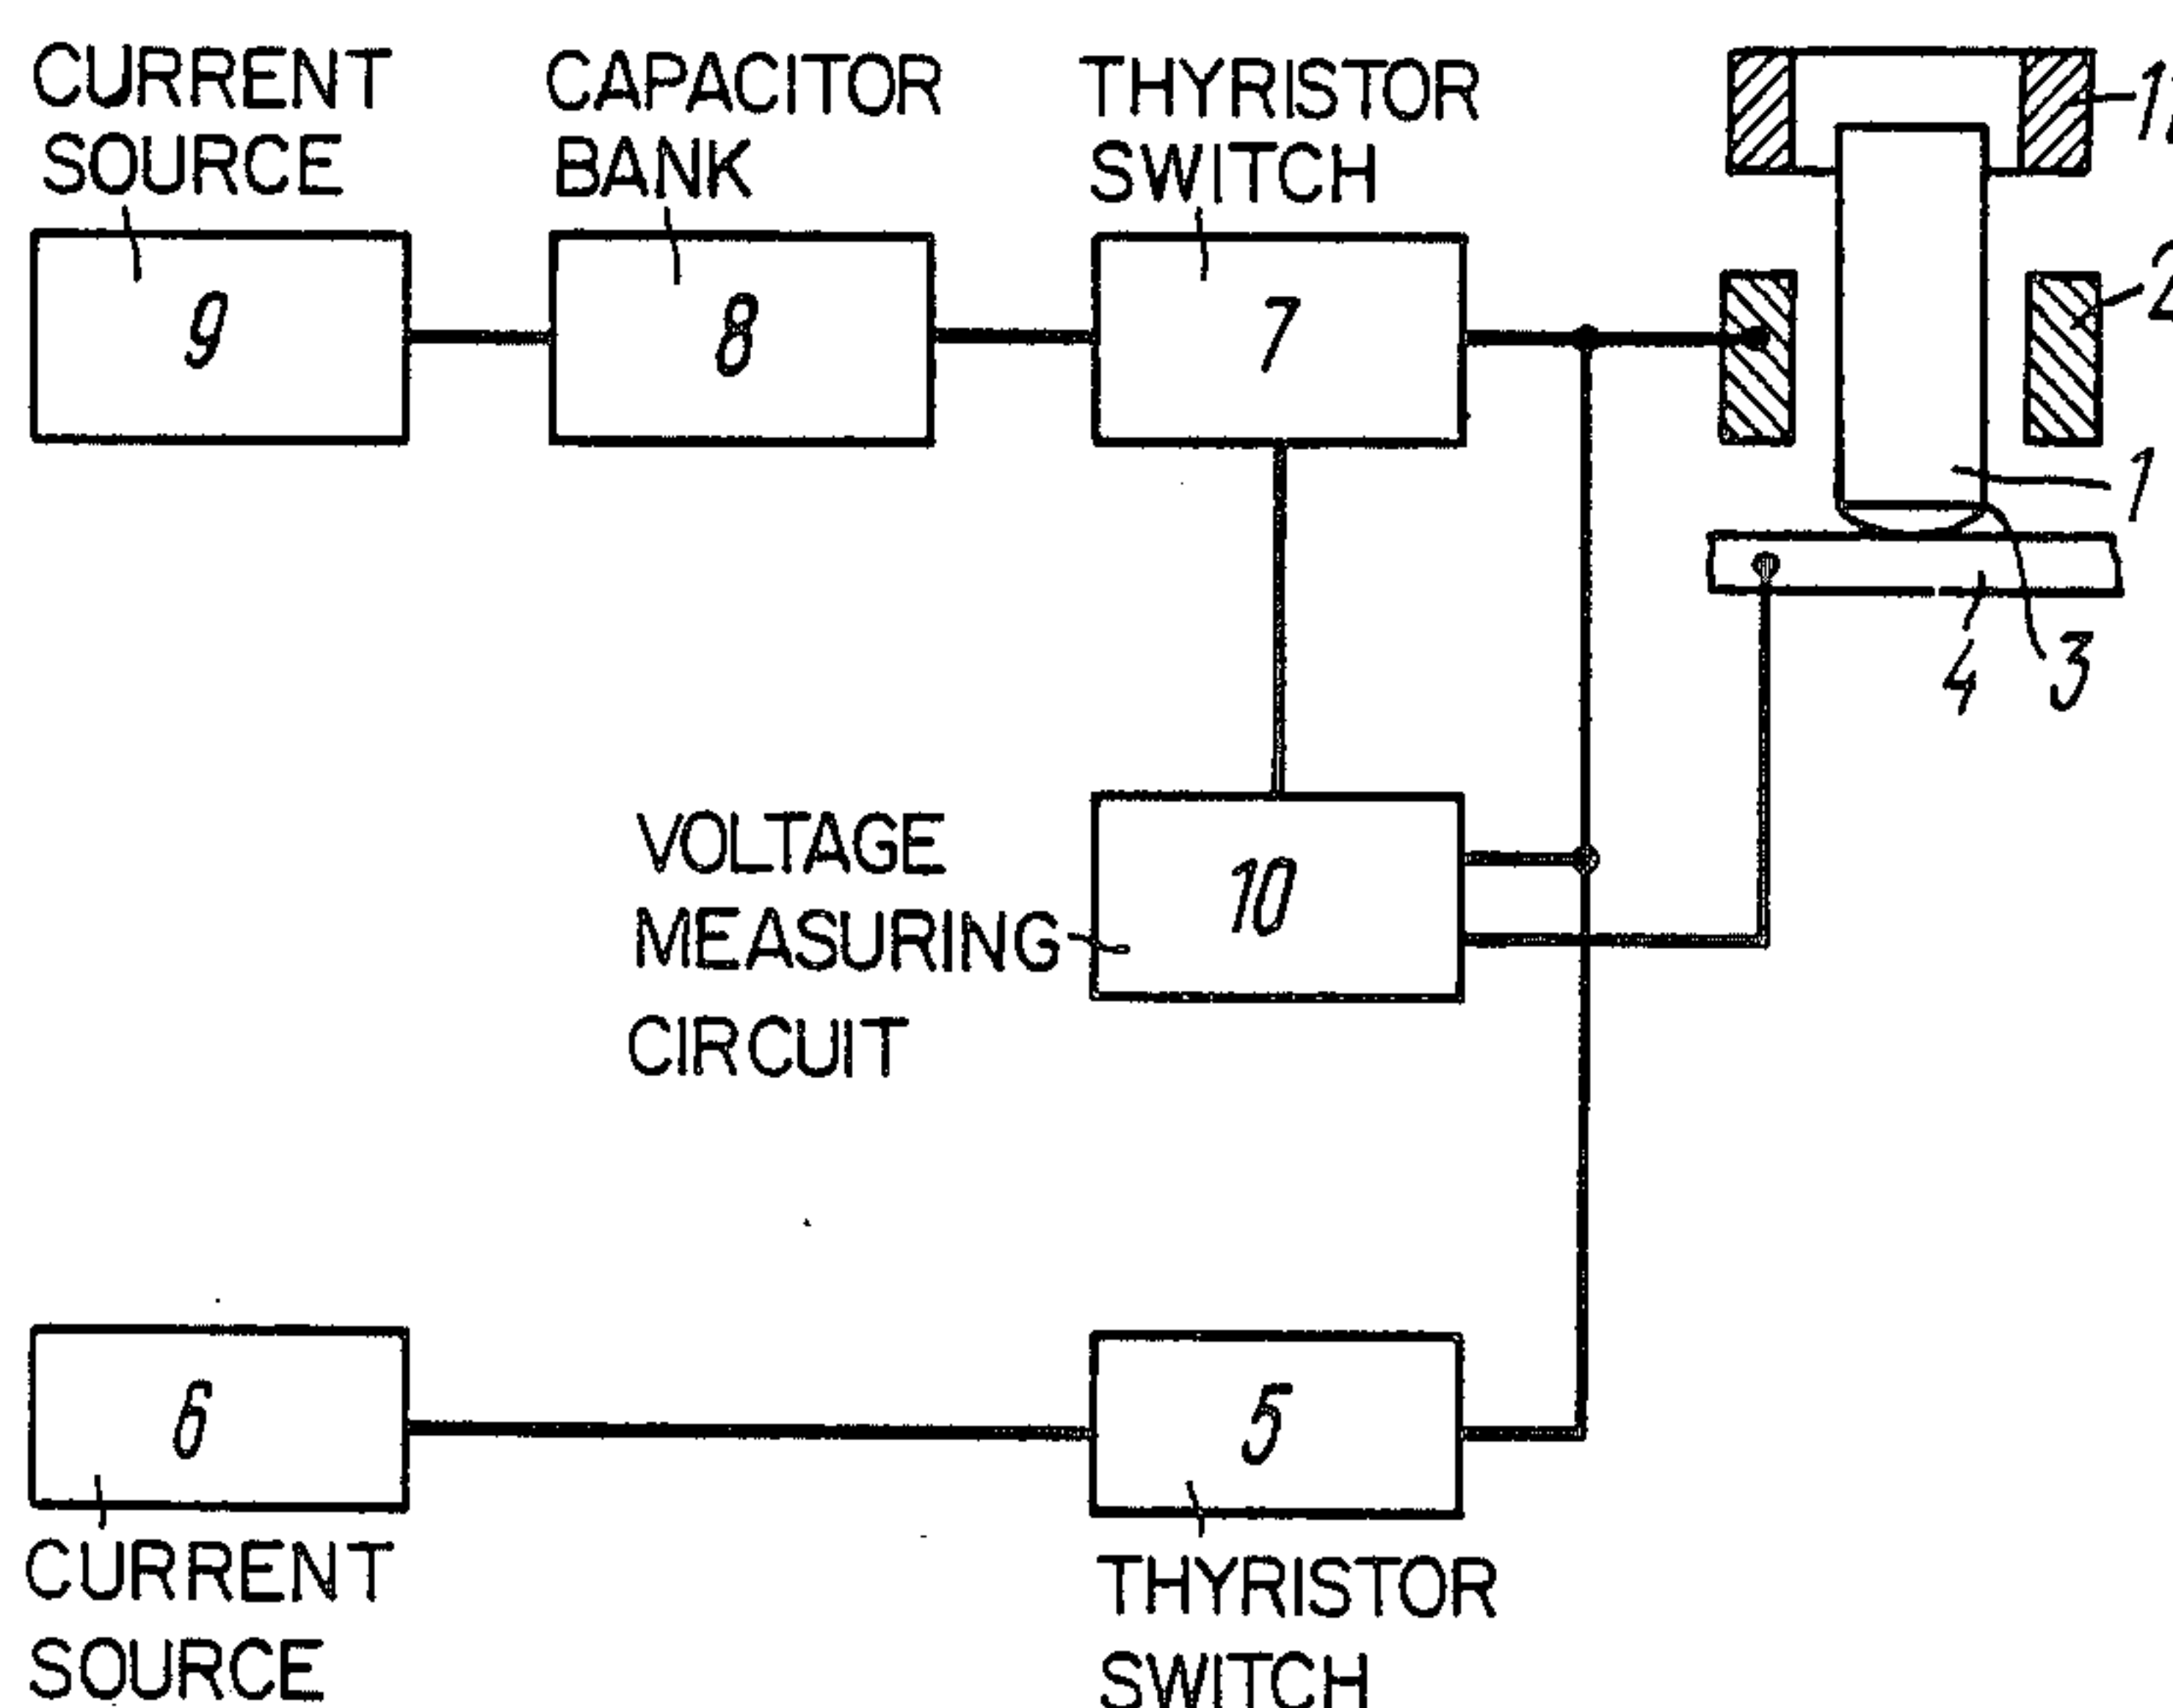 CURRENT
SOURCE
CAPACITOR
BANK
THYRISTOR
SWITCH
9
8
7
2
1
4
3
VOLTAGE
MEASURING
CIRCUIT
10
6
5
CURRENT
SOURCE
THYRISTOR
SWITCH